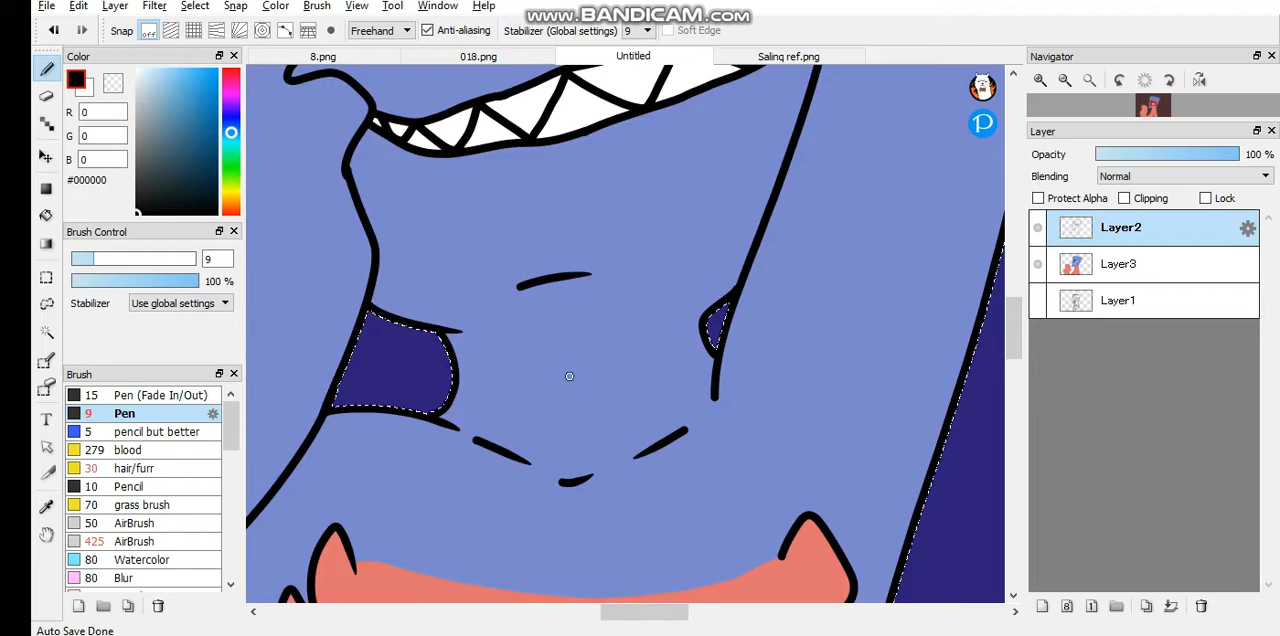 WWW.BANDICAM.COM
File Edit Layer Filter Select Snap Color Brush View Tool Window Help
Snap off Freehand Anti-aliasing Stabilizer (Global settings) 9 Soft Edge
Color
8.png 018.png Untitled Salinq ref.png
Navigator
R 0
G 0
B 0
#000000
Brush Control
9
100 %
Stabilizer Use global settings
Brush
15 Pen (Fade In/Out)
9 Pen
5 pencil but better
279 blood
30 hair/furr
10 Pencil
70 grass brush
50 AirBrush
425 AirBrush
80 Watercolor
80 Blur
Layer
Opacity 100 %
Blending Normal
Protect Alpha Clipping Lock
Layer2
Layer3
Layer1
Auto Save Done